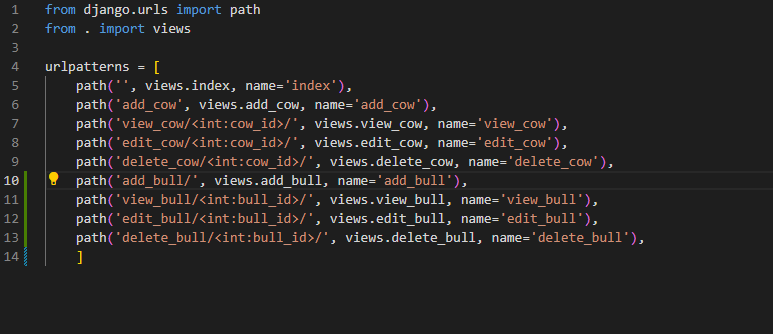 1 from django.urls import path
2 from . import views
3
4 urlpatterns = [
5     path('', views.index, name='index'),
6     path('add_cow', views.add_cow, name='add_cow'),
7     path('view_cow/<int:cow_id>/', views.view_cow, name='view_cow'),
8     path('edit_cow/<int:cow_id>/', views.edit_cow, name='edit_cow'),
9     path('delete_cow/<int:cow_id>/', views.delete_cow, name='delete_cow'),
10     path('add_bull/', views.add_bull, name='add_bull'),
11     path('view_bull/<int:bull_id>/', views.view_bull, name='view_bull'),
12     path('edit_bull/<int:bull_id>/', views.edit_bull, name='edit_bull'),
13     path('delete_bull/<int:bull_id>/', views.delete_bull, name='delete_bull'),
14     ]